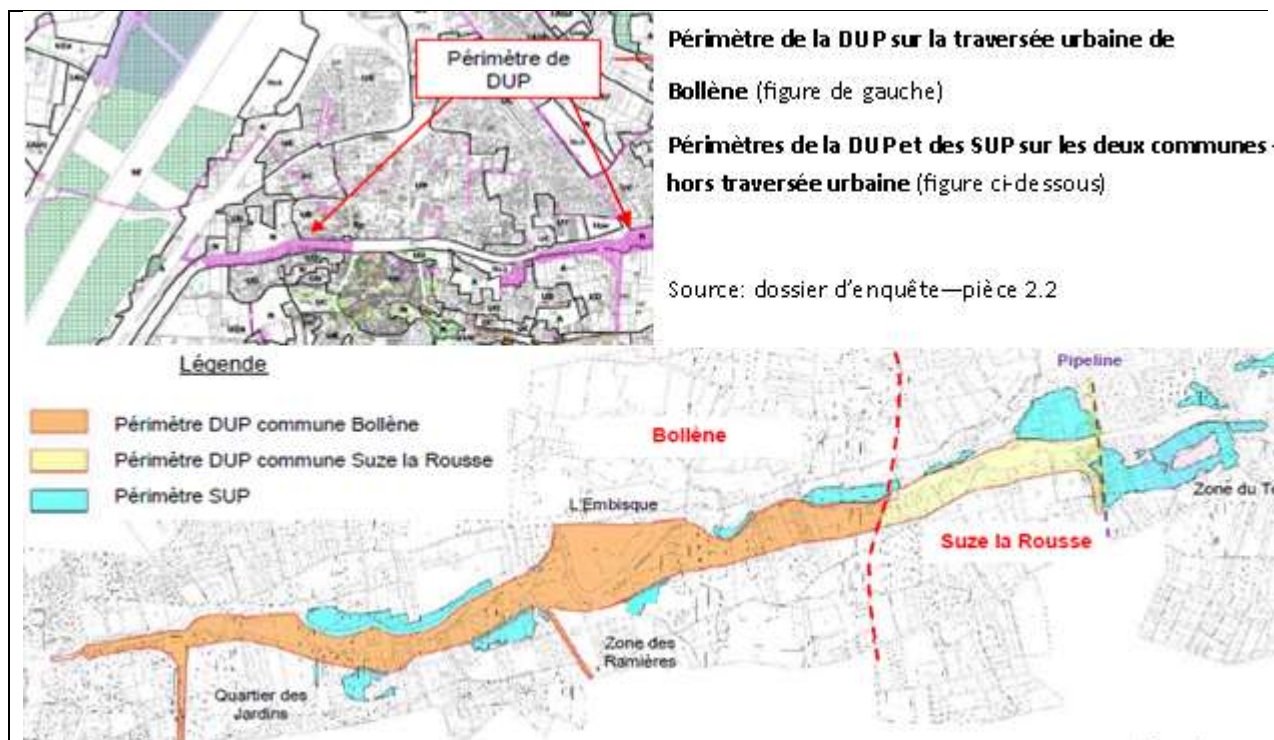 Périmètre de
DUP
Périmètre de la DUP sur la traversée urbaine de
Bollène (figure de gauche)
Périmètres de la DUP et des SUP sur les deux communes -
hors traversée urbaine (figure ci-dessous)
Source: dossier d'enquête—pièce 2.2
Légende
Périmètre DUP commune Bollène
Périmètre DUP commune Suze la Rousse
Périmètre SUP
Pipeline
Bollène
L'Embisque
Zone du
Suze la Rousse
Zone des
Ramières
Quartier des
Jardins